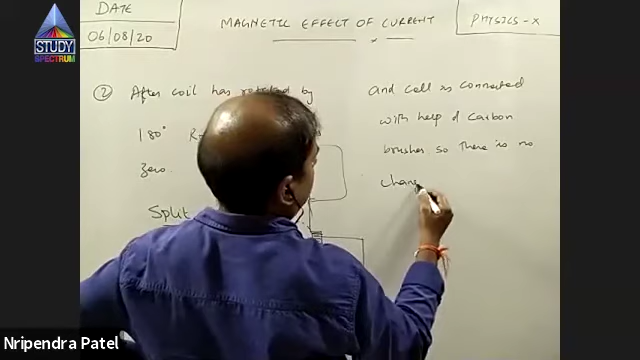 DATE
06/08/20
MAGNETIC EFFECT OF CURRENT
PHYSICS-X
STUDY
SPECTRUM
② After coil has rotated by
180°
Zero.
Split
and cell is connected
with help of carbon
brushes so there is no
chang
Nripendra Patel